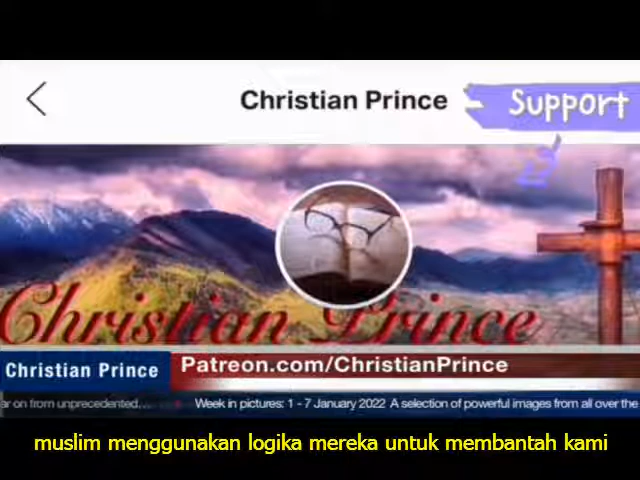 Christian Prince
Support
Christian Prince
Christian Prince
Patreon.com/ChristianPrince
ar on from unprecedented... Week in pictures: 1 - 7 January 2022 A selection of powerful images from all over the
muslim menggunakan logika mereka untuk membantah kami